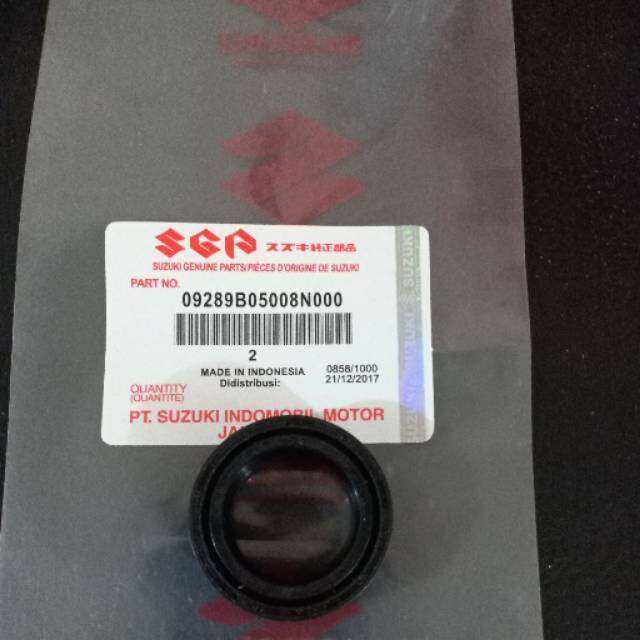 SGP スズキ純正部品
SUZUKI GENUINE PARTS/PIÈCES D'ORIGINE DE SUZUKI
PART NO.
09289B05008N000
2
MADE IN INDONESIA 0858/1000
Didistribusi: 21/12/2017
QUANTITY
(QUANTITE)
PT. SUZUKI INDOMOBIL MOTOR
SUZUKI